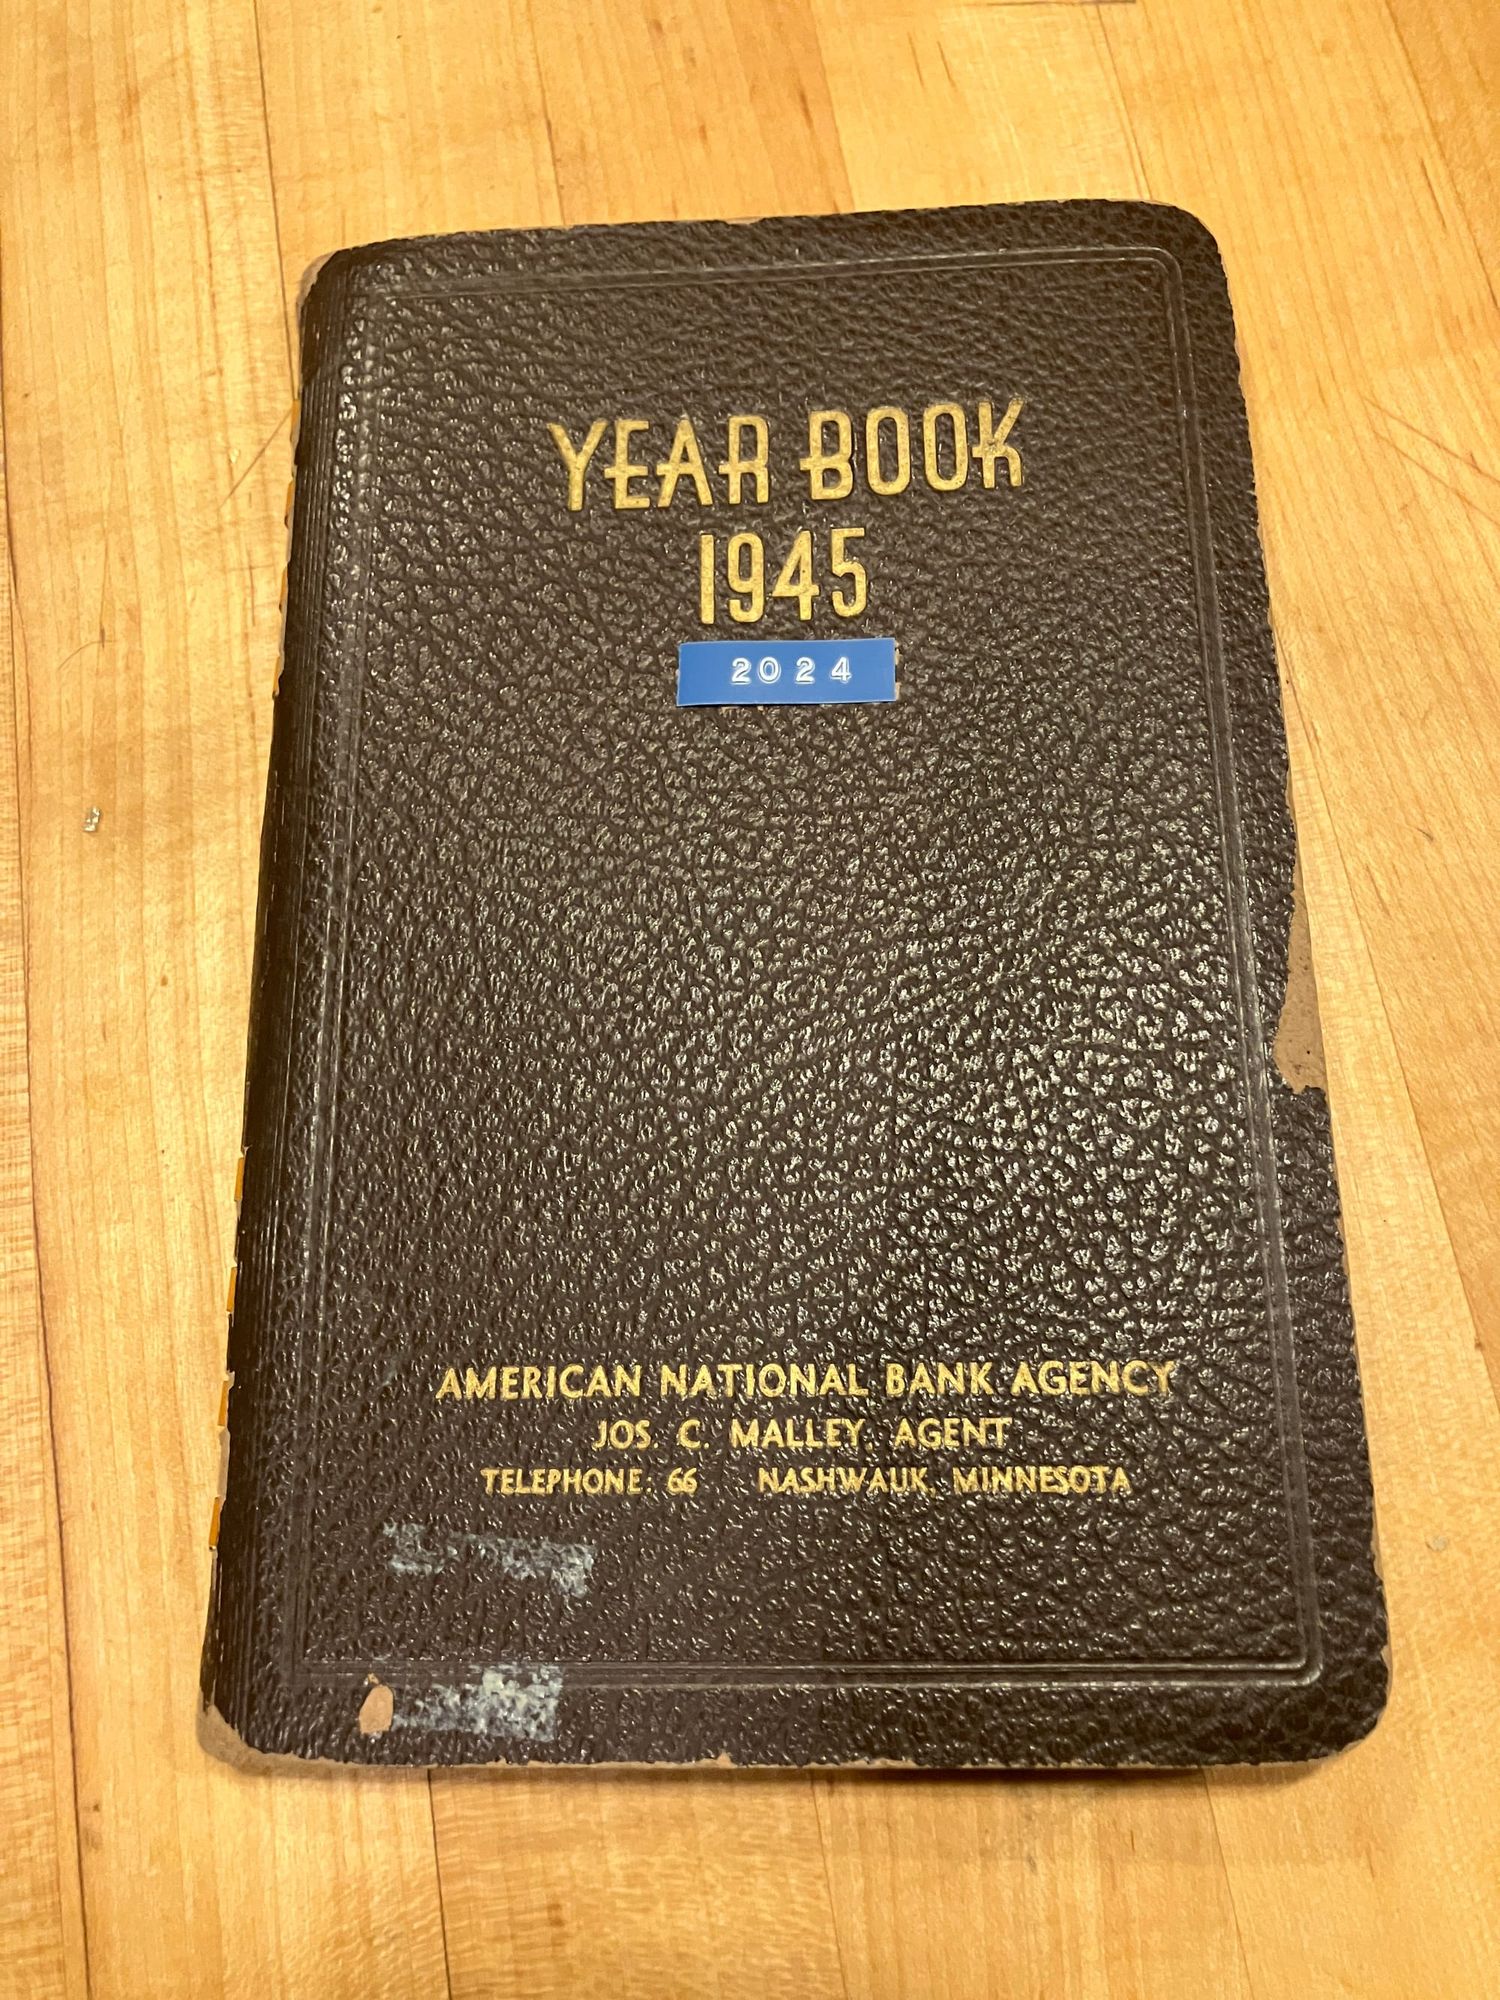 YEAR BOOK
1945
2024
AMERICAN NATIONAL BANK AGENCY
JOS. C. MALLEY, AGENT
TELEPHONE: 66 NASHWAUK, MINNESOTA